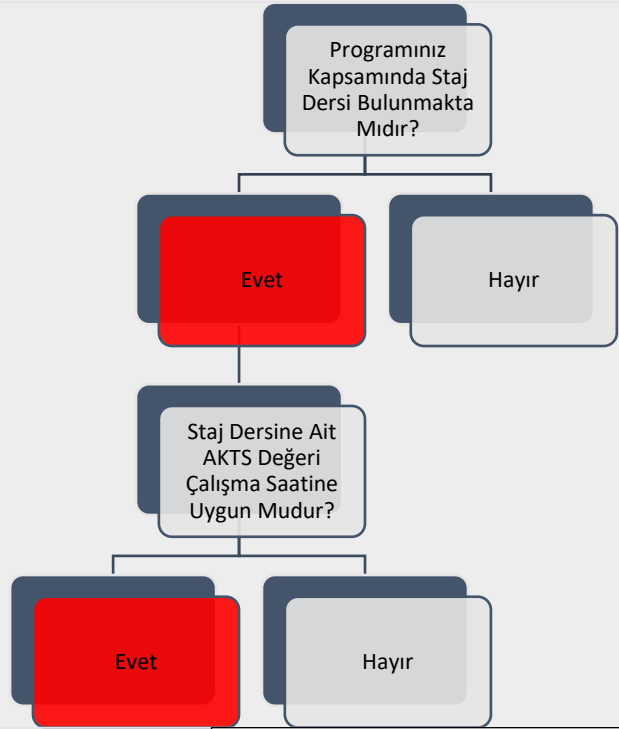 Programınız
Kapsamında Staj
Dersi Bulunmakta
Mıdır?
Evet
Hayır
Staj Dersine Ait
AKTS Değeri
Çalışma Saatine
Uygun Mudur?
Evet
Hayır